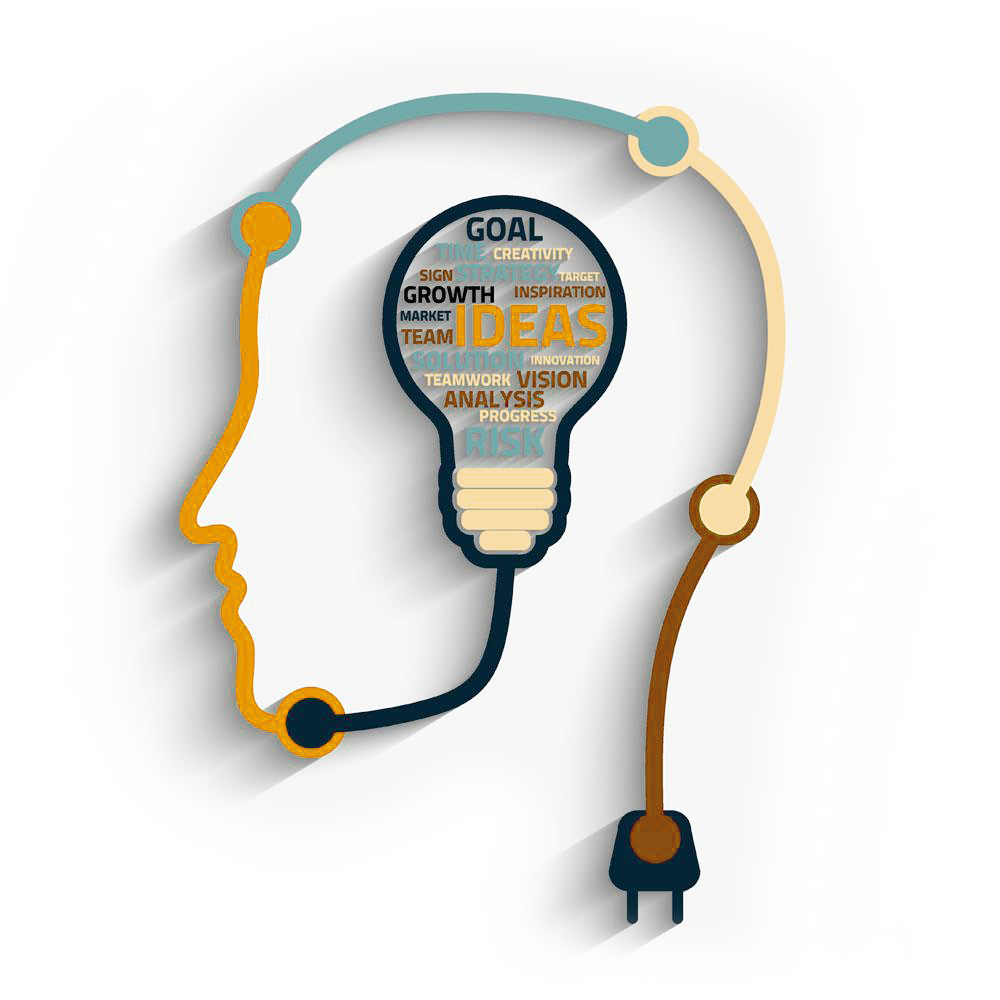 GOAL
TIME CREATIVITY
SIGN STRATEGY TARGET
GROWTH INSPIRATION
MARKET IDEAS
TEAM
SOLUTION INNOVATION
TEAMWORK VISION
ANALYSIS
PROGRESS
RISK